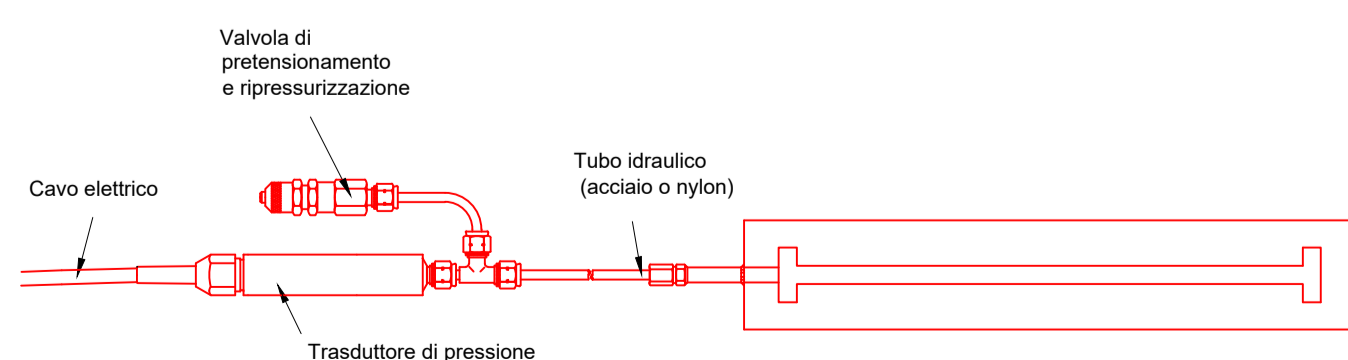 Valvola di
pretensionamento
e ripressurizzazione
Tubo idraulico
(acciaio o nylon)
Cavo elettrico
Trasduttore di pressione